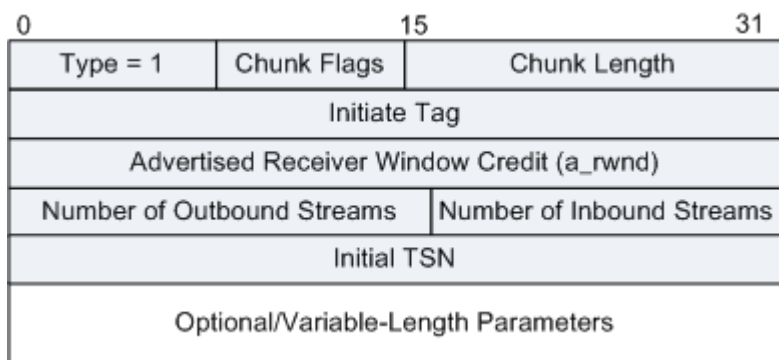 0 15 31
Type = 1 Chunk Flags Chunk Length
Initiate Tag
Advertised Receiver Window Credit (a_rwnd)
Number of Outbound Streams Number of Inbound Streams
Initial TSN
Optional/Variable-Length Parameters